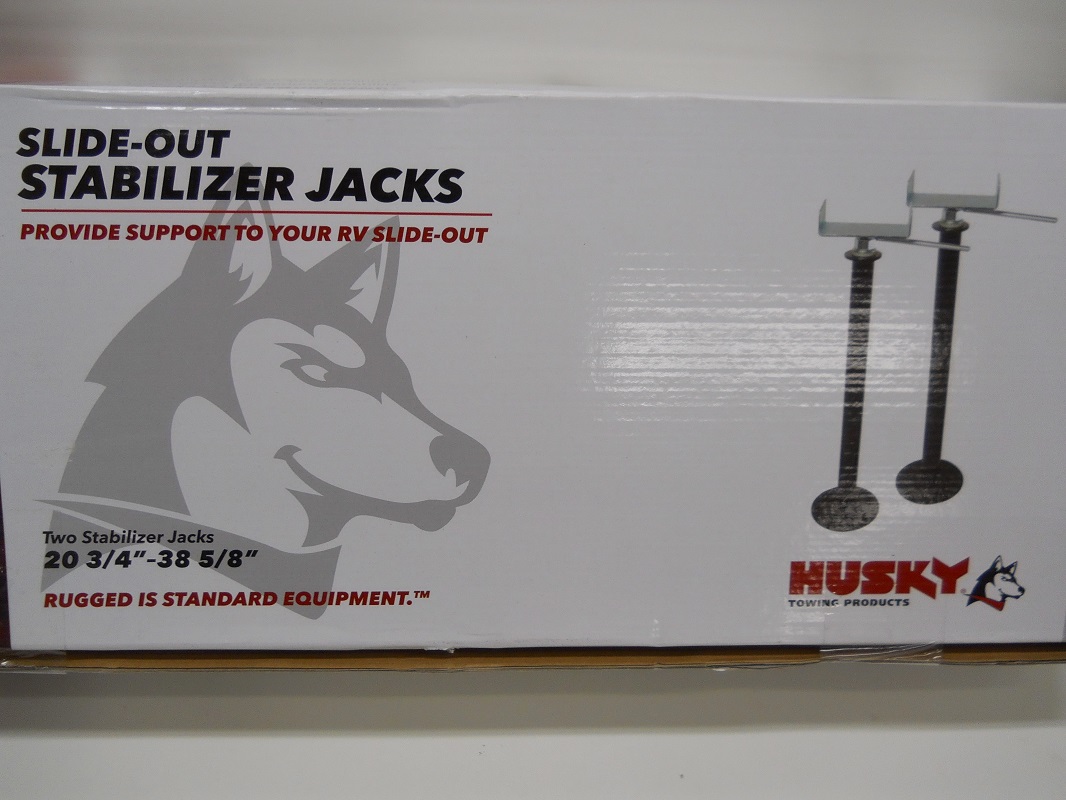 SLIDE-OUT
STABILIZER JACKS
PROVIDE SUPPORT TO YOUR RV SLIDE-OUT
Two Stabilizer Jacks
20 3/4”-38 5/8”
RUGGED IS STANDARD EQUIPMENT.™
HUSKY
TOWING PRODUCTS